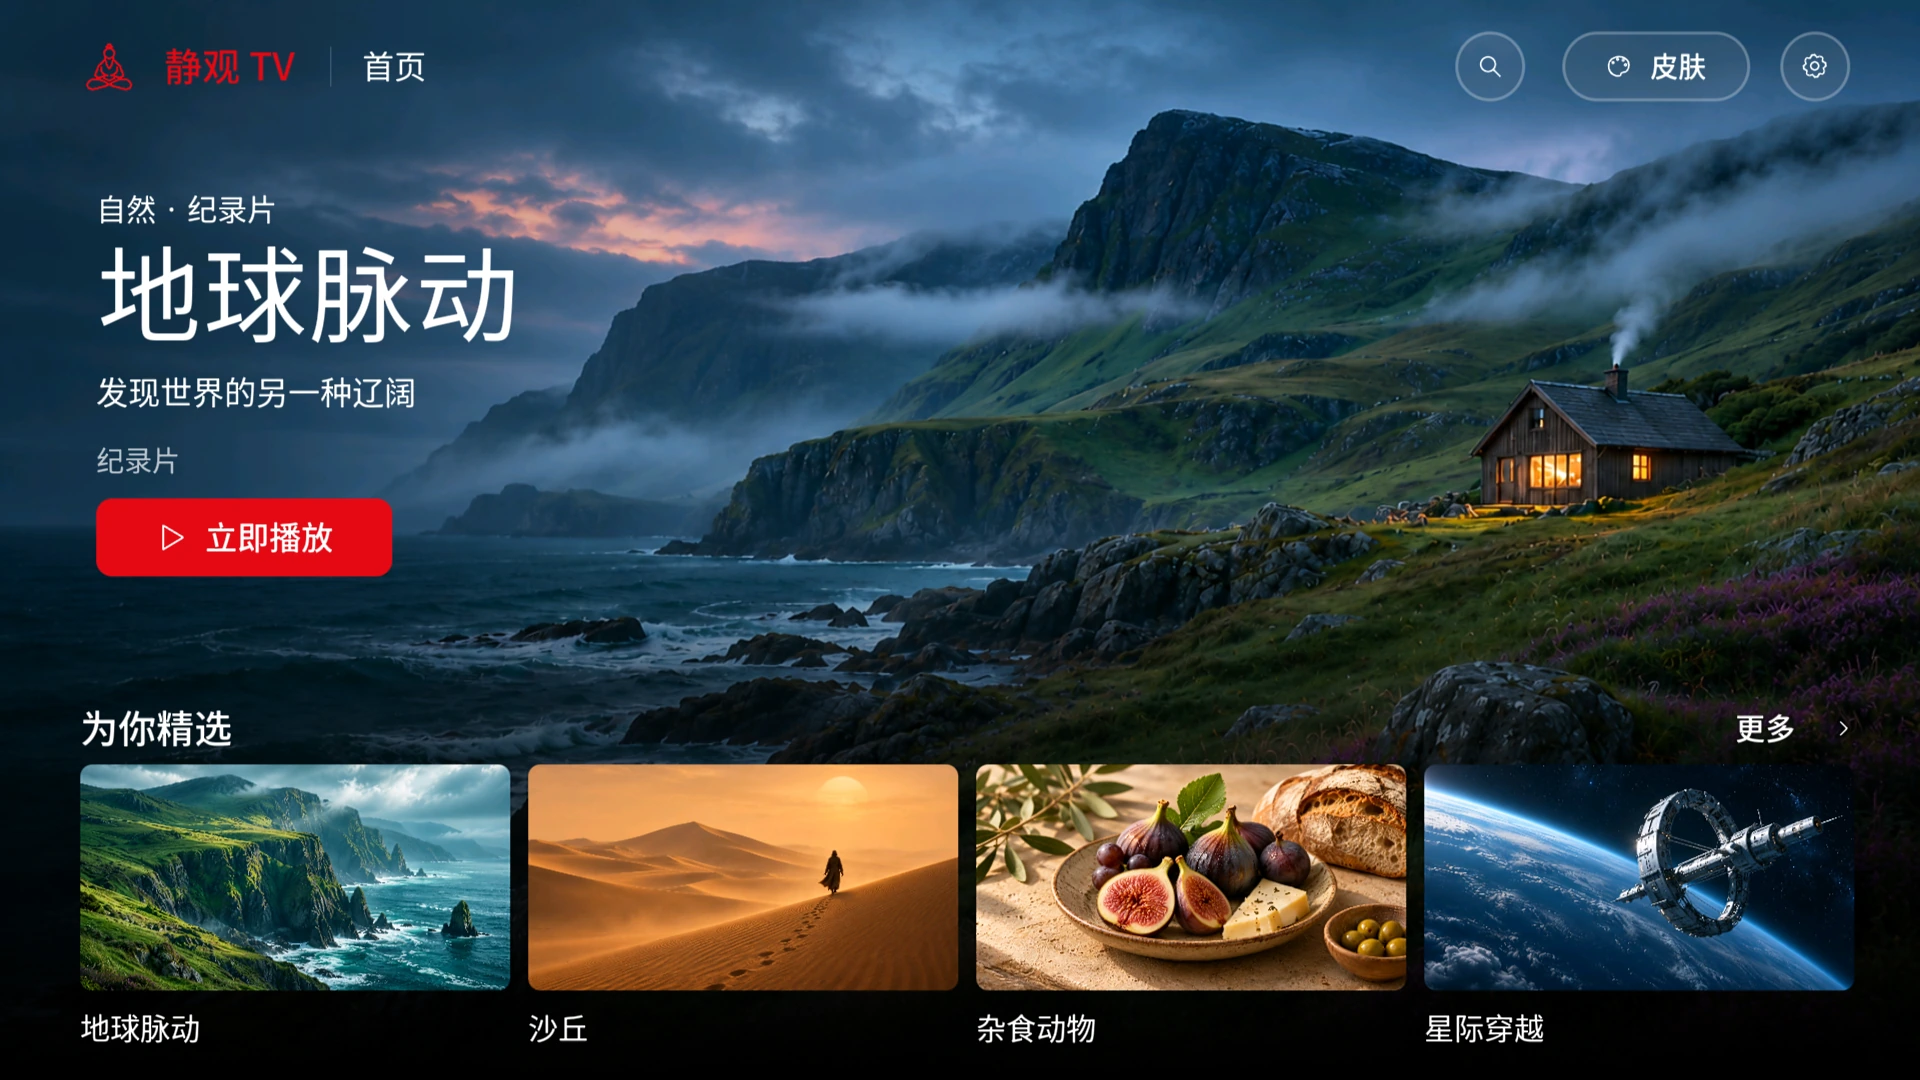 静观 TV
首页
皮肤
自然 · 纪录片
地球脉动
发现世界的另一种辽阔
纪录片
立即播放
为你精选
更多
地球脉动
沙丘
杂食动物
星际穿越